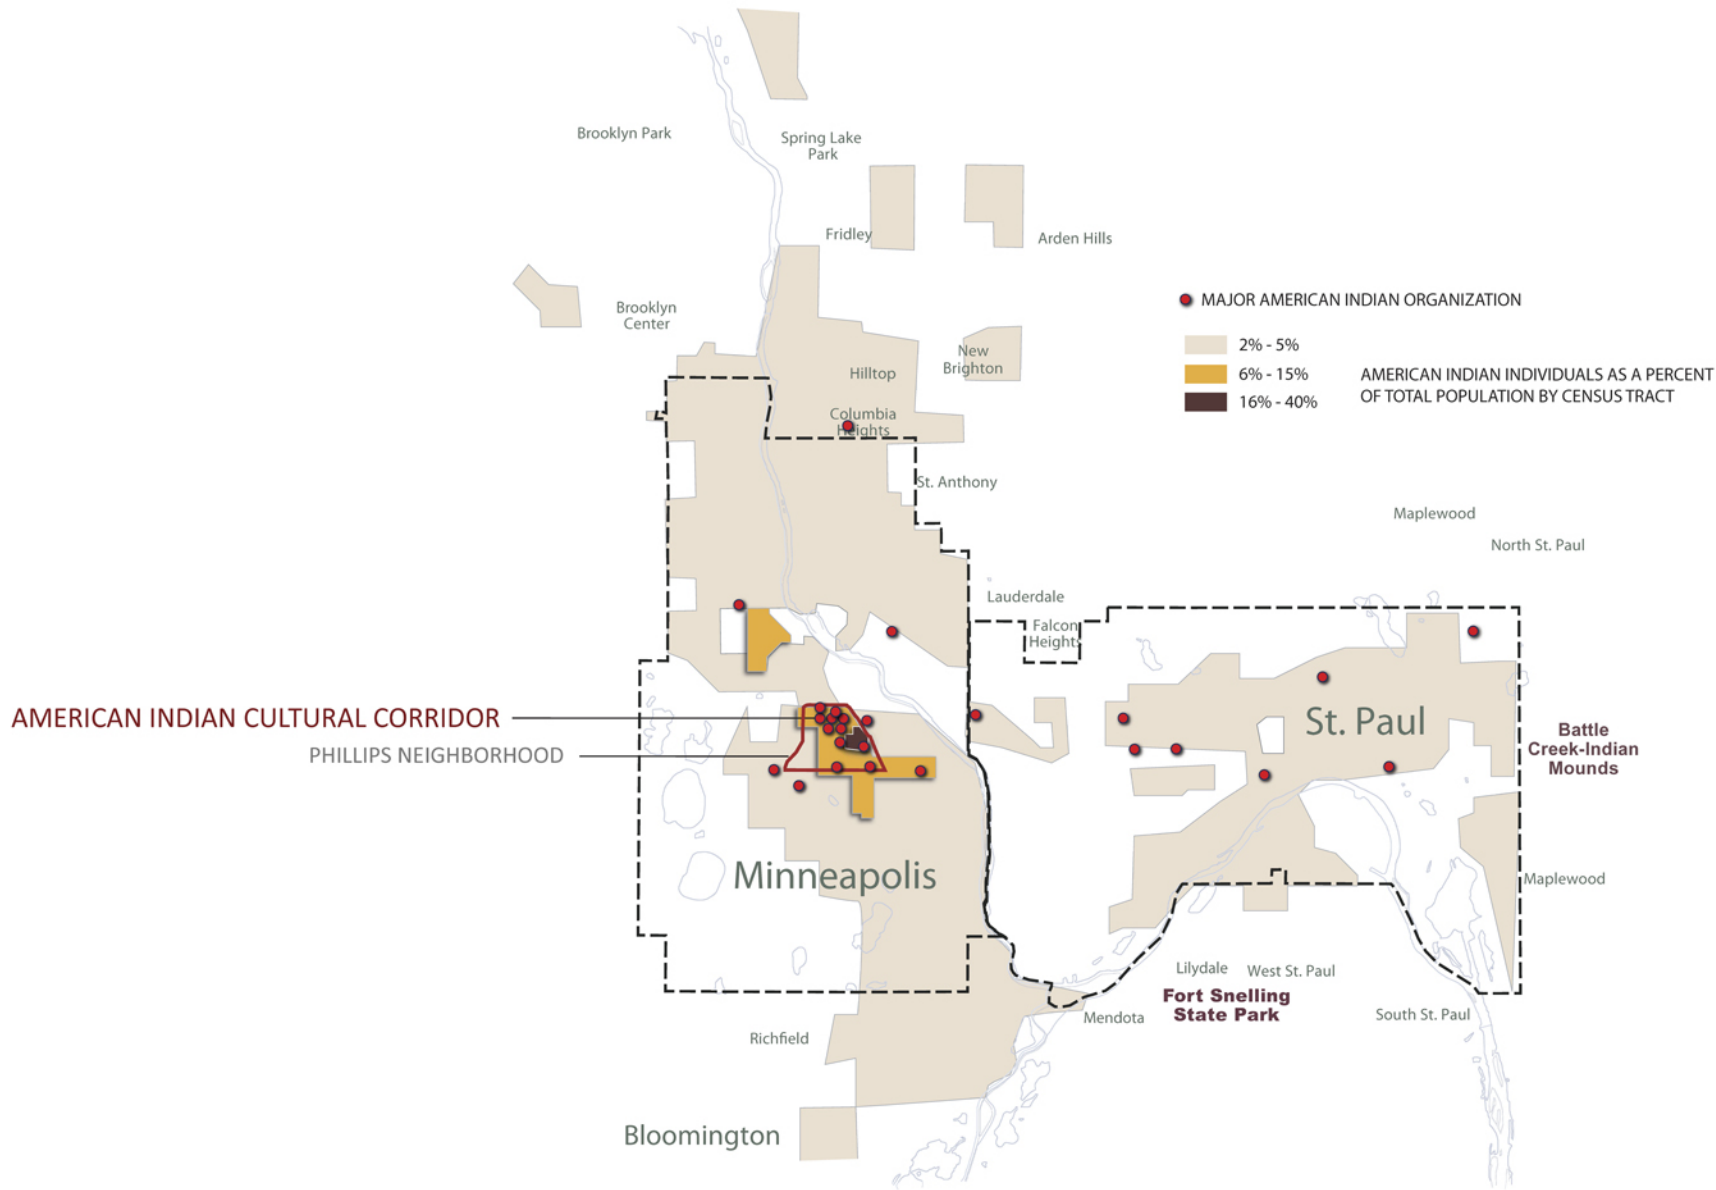 Brooklyn Park
Spring Lake
Park
Fridley
Arden Hills
Brooklyn
Center
MAJOR AMERICAN INDIAN ORGANIZATION
2% - 5%
6% - 15%
16% - 40%
AMERICAN INDIAN INDIVIDUALS AS A PERCENT
OF TOTAL POPULATION BY CENSUS TRACT
New
Brighton
Hilltop
Columbia
Heights
St. Anthony
Maplewood
North St. Paul
Lauderdale
Falcon
Heights
AMERICAN INDIAN CULTURAL CORRIDOR
PHILLIPS NEIGHBORHOOD
St. Paul
Battle
Creek-Indian
Mounds
Minneapolis
Maplewood
Lilydale
West St. Paul
Fort Snelling
State Park
Mendota
South St. Paul
Richfield
Bloomington